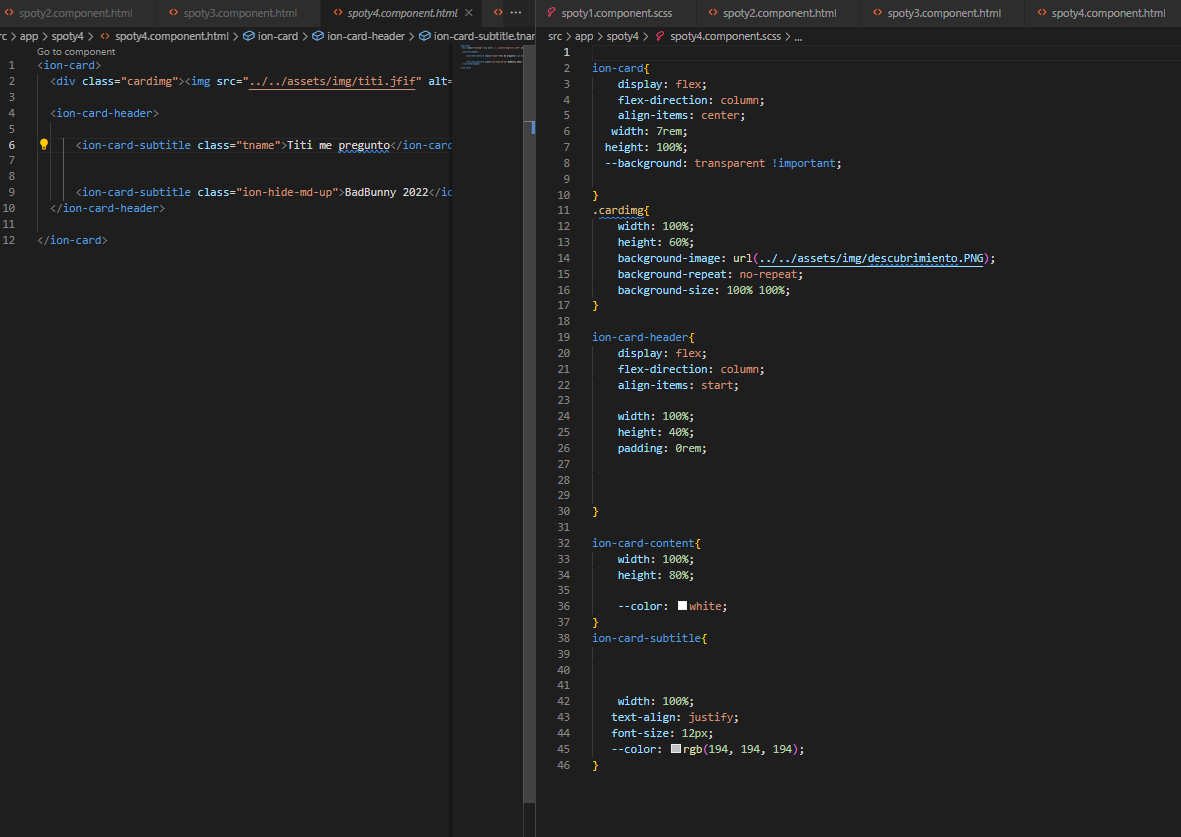 spoty2.component.html
spoty3.component.html
spoty4.component.html
rc > app > spoty4 > spoty4.component.html > ion-card > ion-card-header > ion-card-subtitle.tnar
Go to component
1 <ion-card>
2 <div class="cardimg"><img src="../../assets/img/titi.jfif" alt=
3
4 <ion-card-header>
5
6 <ion-card-subtitle class="tname">Titi me pregunto</ion-card
7
8
9 <ion-card-subtitle class="ion-hide-md-up">BadBunny 2022</io
10 </ion-card-header>
11
12 </ion-card>
spoty1.component.scss
spoty2.component.html
spoty3.component.html
spoty4.component.html
src > app > spoty4 > spoty4.component.scss > ...
1
2 ion-card{
3 display: flex;
4 flex-direction: column;
5 align-items: center;
6 width: 7rem;
7 height: 100%;
8 --background: transparent !important;
9
10 }
11 .cardimg{
12 width: 100%;
13 height: 60%;
14 background-image: url(../../assets/img/descubrimiento.PNG);
15 background-repeat: no-repeat;
16 background-size: 100% 100%;
17 }
18
19 ion-card-header{
20 display: flex;
21 flex-direction: column;
22 align-items: start;
23
24 width: 100%;
25 height: 40%;
26 padding: 0rem;
27
28
29
30 }
31
32 ion-card-content{
33 width: 100%;
34 height: 80%;
35
36 --color: white;
37 }
38 ion-card-subtitle{
39
40
41
42 width: 100%;
43 text-align: justify;
44 font-size: 12px;
45 --color: rgb(194, 194, 194);
46 }